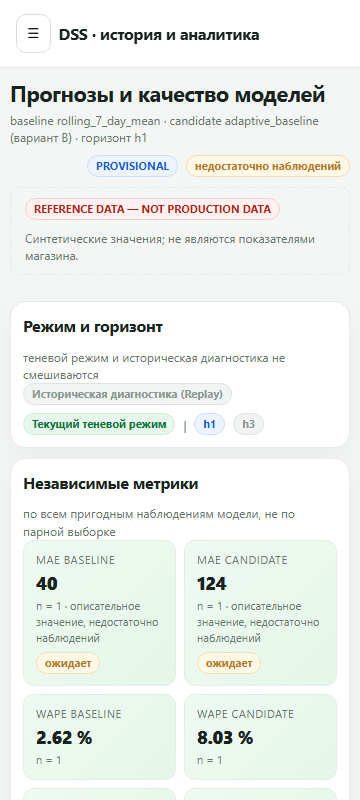 ☰ DSS · история и аналитика
Прогнозы и качество моделей
baseline rolling_7_day_mean · candidate adaptive_baseline
(вариант B) · горизонт h1
PROVISIONAL недостаточно наблюдений
REFERENCE DATA — NOT PRODUCTION DATA
Синтетические значения; не являются показателями
магазина.
Режим и горизонт
теневой режим и историческая диагностика не
смешиваются
Историческая диагностика (Replay)
Текущий теневой режим | h1 h3
Независимые метрики
по всем пригодным наблюдениям модели, не по
парной выборке
MAE BASELINE
40
n = 1 · описательное
значение, недостаточно
наблюдений
ожидает
MAE CANDIDATE
124
n = 1 · описательное
значение, недостаточно
наблюдений
ожидает
WAPE BASELINE
2.62 %
n = 1
WAPE CANDIDATE
8.03 %
n = 1